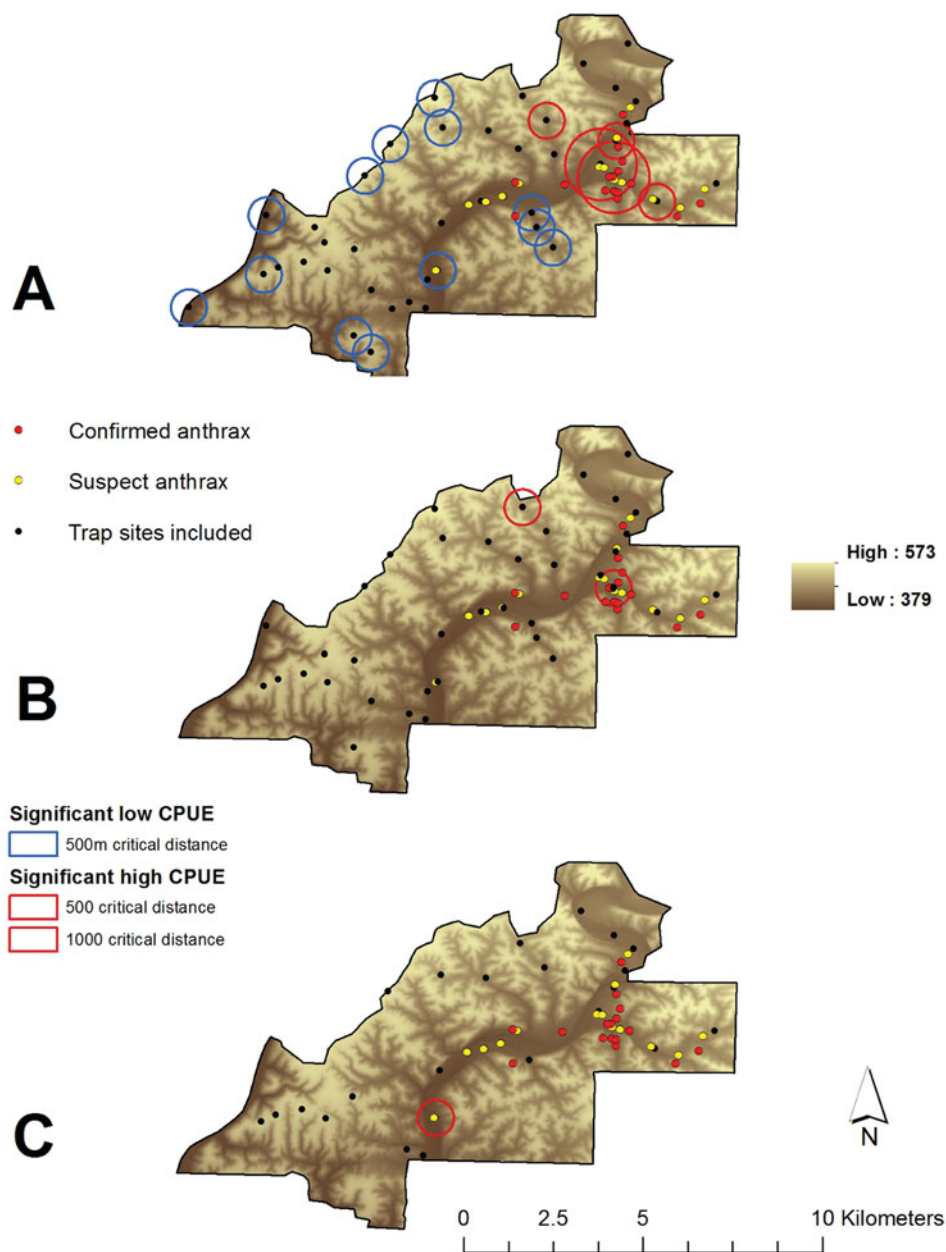 A
Confirmed anthrax
Suspect anthrax
Trap sites included
High : 573
Low : 379
B
Significant low CPUE
500m critical distance
Significant high CPUE
500 critical distance
1000 critical distance
C
N
0 2.5 5 10 Kilometers